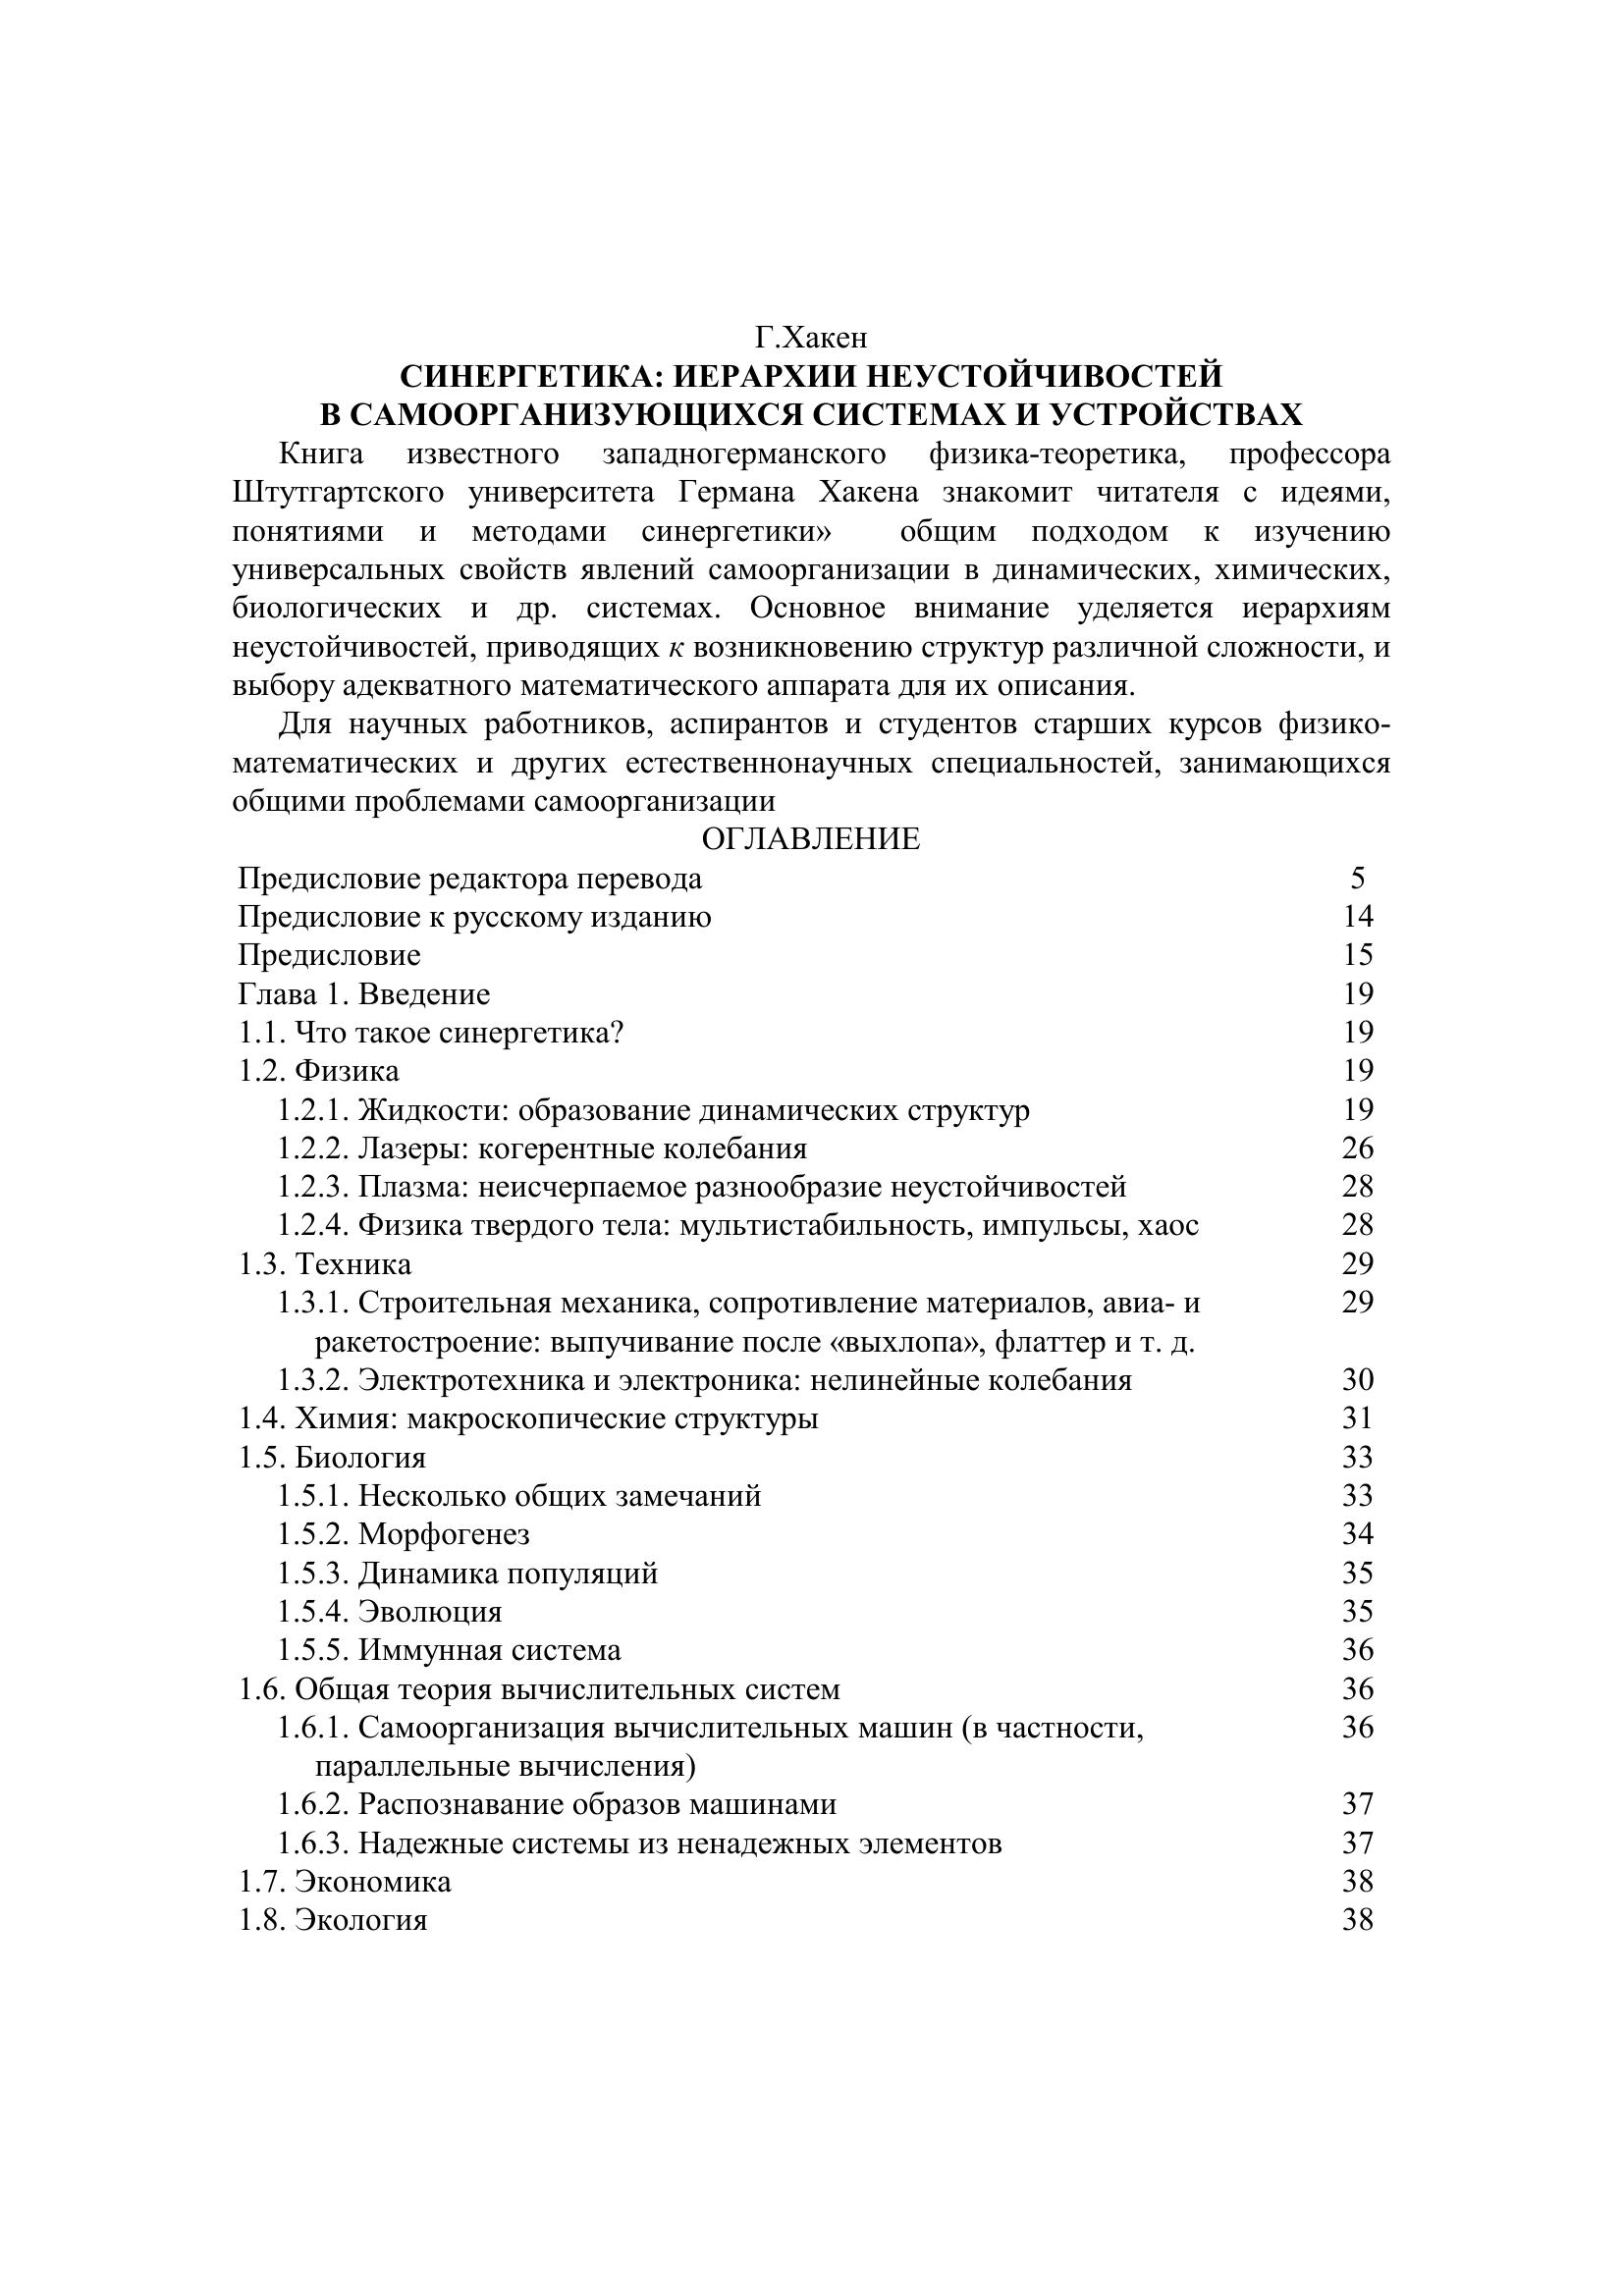 Г.Хакен
СИНЕРГЕТИКА: ИЕРАРХИИ НЕУСТОЙЧИВОСТЕЙ
В САМООРГАНИЗУЮЩИХСЯ СИСТЕМАХ И УСТРОЙСТВАХ
Книга известного западногерманского физика-теоретика, профессора
Штутгартского университета Германа Хакена знакомит читателя с идеями,
понятиями и методами синергетики» общим подходом к изучению
универсальных свойств явлений самоорганизации в динамических, химических,
биологических и др. системах. Основное внимание уделяется иерархиям
неустойчивостей, приводящих к возникновению структур различной сложности, и
выбору адекватного математического аппарата для их описания.
Для научных работников, аспирантов и студентов старших курсов физико-
математических и других естественнонаучных специальностей, занимающихся
общими проблемами самоорганизации
ОГЛАВЛЕНИЕ
Предисловие редактора перевода 5
Предисловие к русскому изданию 14
Предисловие 15
Глава 1. Введение 19
1.1. Что такое синергетика? 19
1.2. Физика 19
1.2.1. Жидкости: образование динамических структур 19
1.2.2. Лазеры: когерентные колебания 26
1.2.3. Плазма: неисчерпаемое разнообразие неустойчивостей 28
1.2.4. Физика твердого тела: мультистабильность, импульсы, хаос 28
1.3. Техника 29
1.3.1. Строительная механика, сопротивление материалов, авиа- и 29
ракетостроение: выпучивание после «выхлопа», флаттер и т. д.
1.3.2. Электротехника и электроника: нелинейные колебания 30
1.4. Химия: макроскопические структуры 31
1.5. Биология 33
1.5.1. Несколько общих замечаний 33
1.5.2. Морфогенез 34
1.5.3. Динамика популяций 35
1.5.4. Эволюция 35
1.5.5. Иммунная система 36
1.6. Общая теория вычислительных систем 36
1.6.1. Самоорганизация вычислительных машин (в частности, 36
параллельные вычисления)
1.6.2. Распознавание образов машинами 37
1.6.3. Надежные системы из ненадежных элементов 37
1.7. Экономика 38
1.8. Экология 38